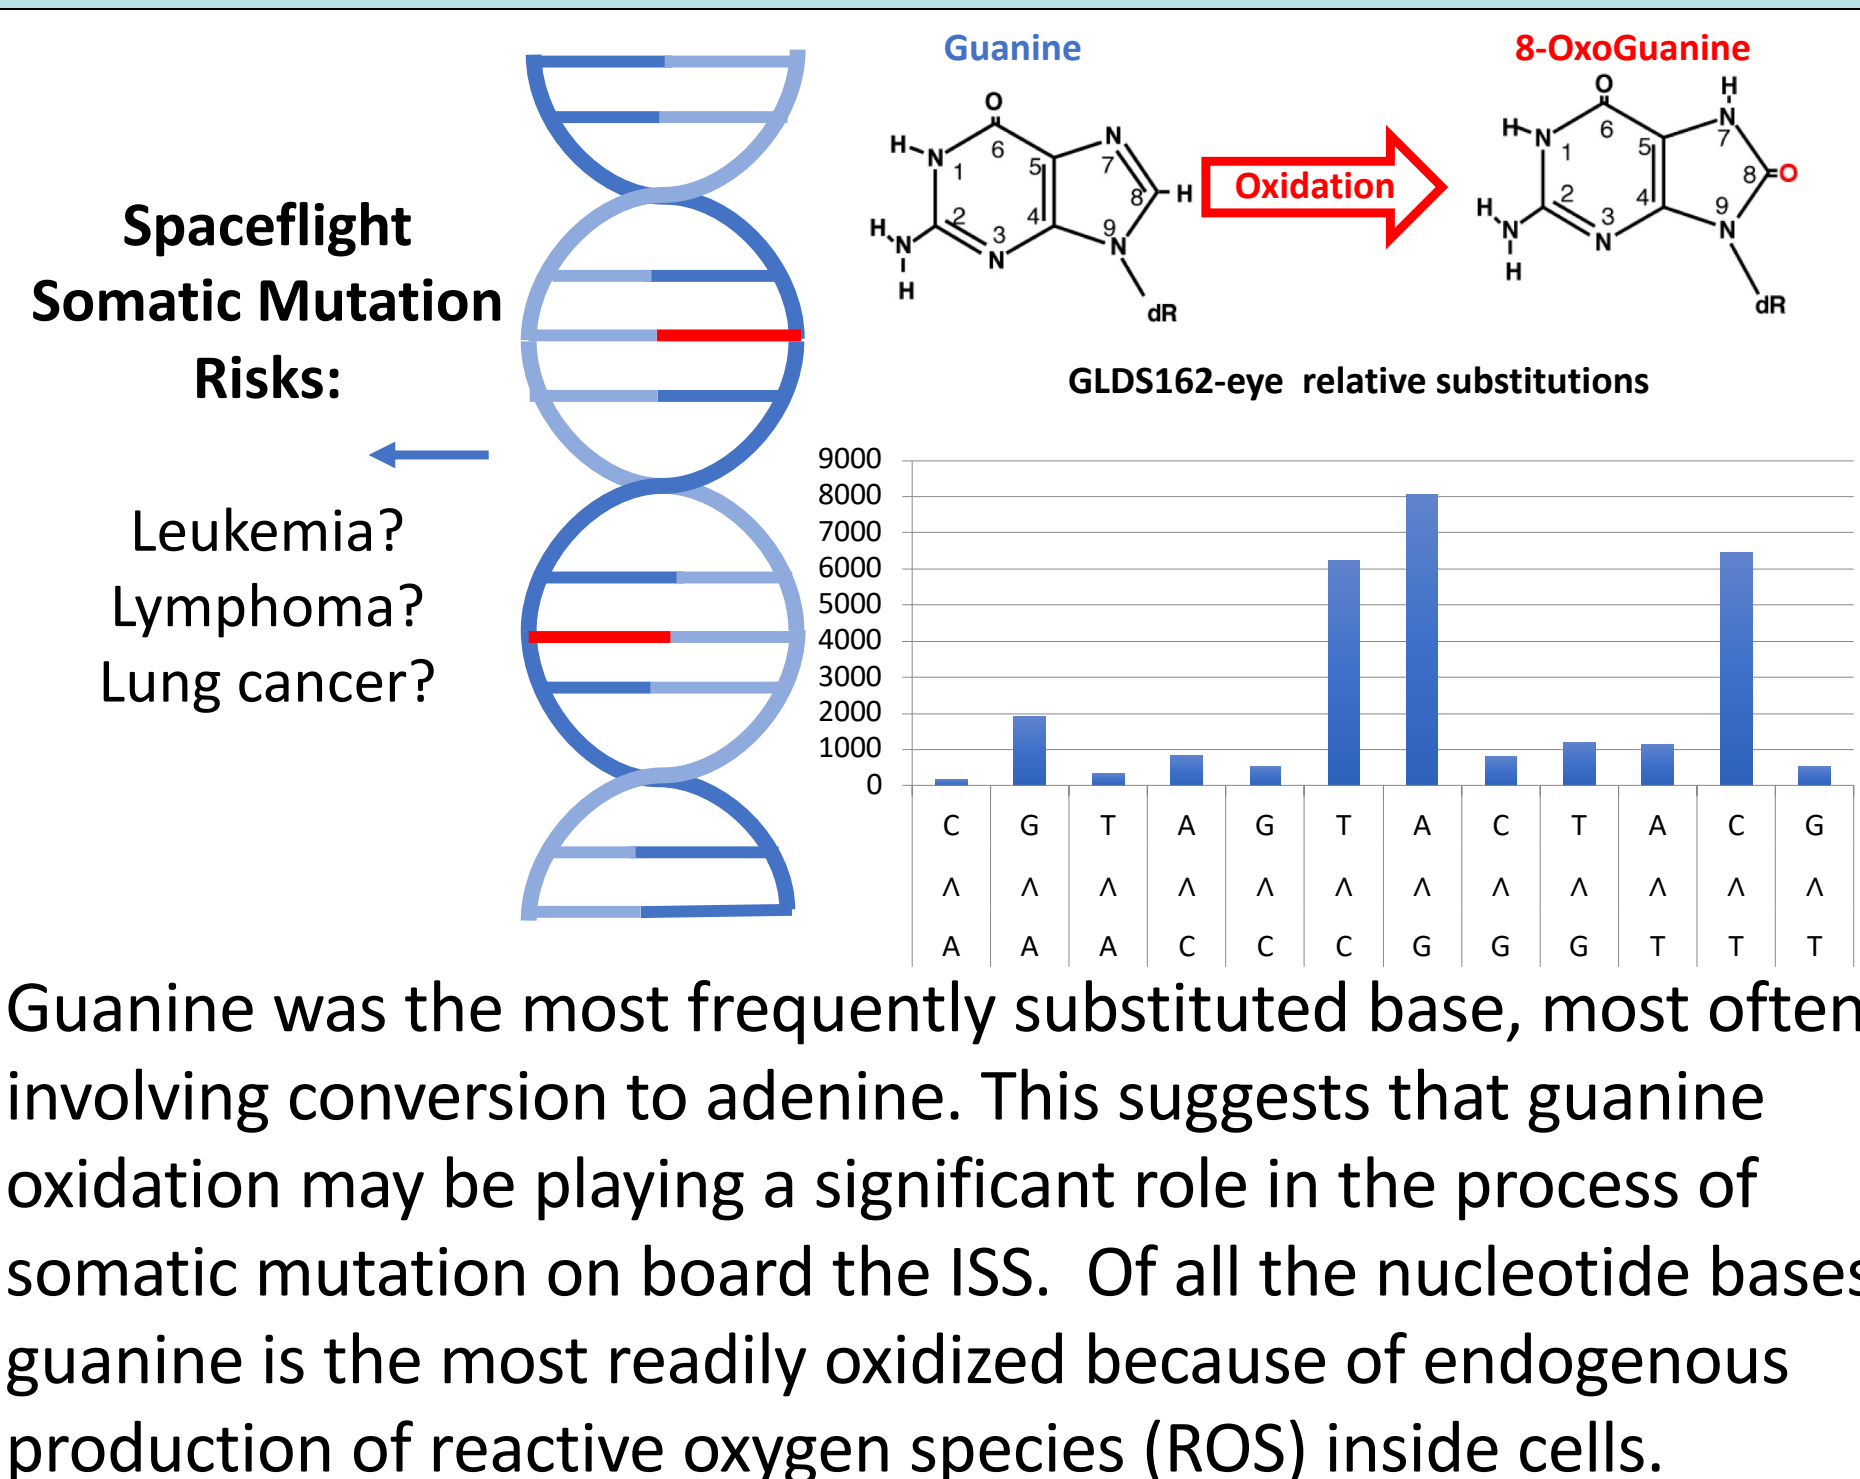 Guanine
8-OxoGuanine
O
H
N
1
6
5
N
7
8
H
H
N
H
2
3
N
4
9
N
dR
Oxidation
O
H
N
1
6
5
H
N
7
8
O
H
N
H
2
3
N
4
9
N
dR
Spaceflight
Somatic Mutation
Risks:
Leukemia?
Lymphoma?
Lung cancer?
GLDS162-eye relative substitutions
9000
8000
7000
6000
5000
4000
3000
2000
1000
0
C G T A G T A C T A C G
> > > > > > > > > > > >
A A A C C C G G G T T T
Guanine was the most frequently substituted base, most often
involving conversion to adenine. This suggests that guanine
oxidation may be playing a significant role in the process of
somatic mutation on board the ISS. Of all the nucleotide bases
guanine is the most readily oxidized because of endogenous
production of reactive oxygen species (ROS) inside cells.